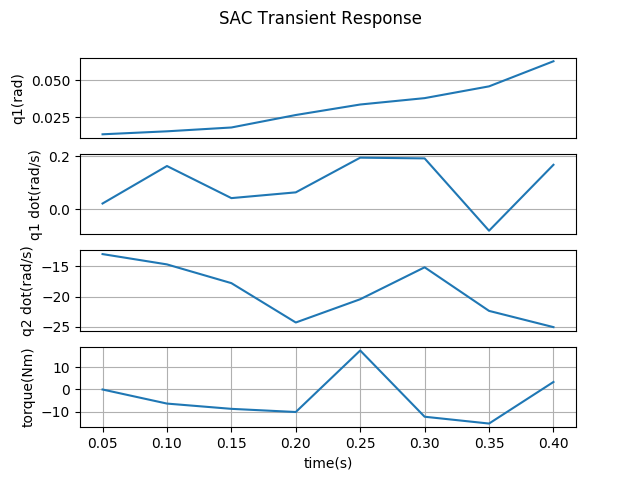 SAC Transient Response
q1(rad)
0.050
0.025
q1 dot(rad/s)
0.2
0.0
q2 dot(rad/s)
−15
−20
−25
torque(Nm)
10
0
−10
0.05 0.10 0.15 0.20 0.25 0.30 0.35 0.40
time(s)